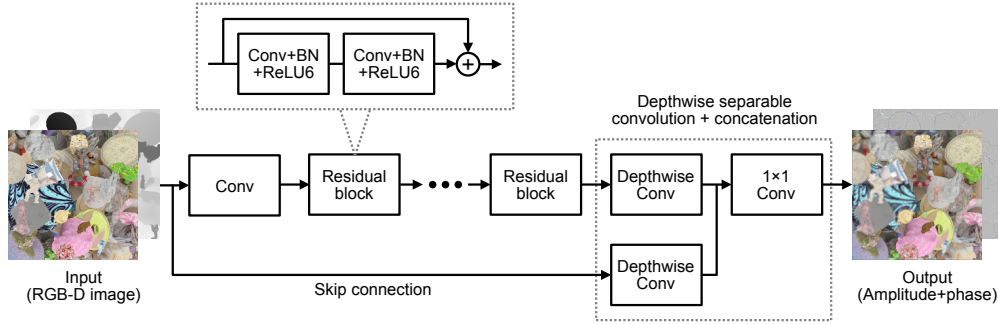 Conv+BN
+ReLU6
Conv+BN
+ReLU6
+
Depthwise separable
convolution + concatenation
Conv
Residual
block
Residual
block
Depthwise
Conv
1×1
Conv
Depthwise
Conv
Skip connection
Input
(RGB-D image)
Output
(Amplitude+phase)